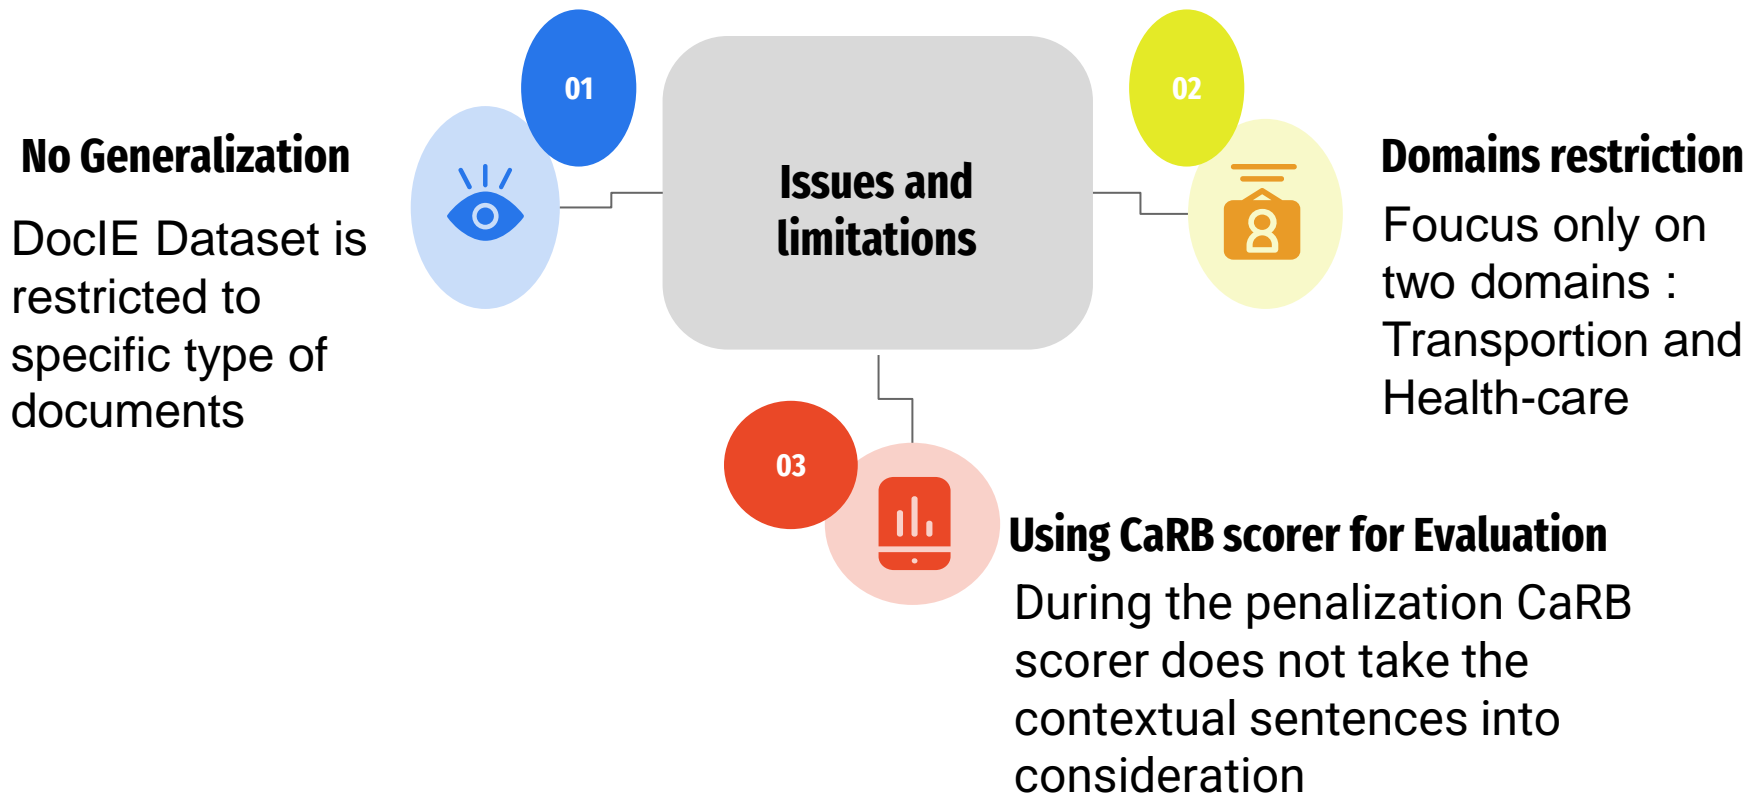 Issues and
limitations
01
No Generalization
DocIE Dataset is
restricted to
specific type of
documents
02
Domains restriction
Foucus only on
two domains :
Transportion and
Health-care
03
Using CaRB scorer for Evaluation
During the penalization CaRB
scorer does not take the
contextual sentences into
consideration